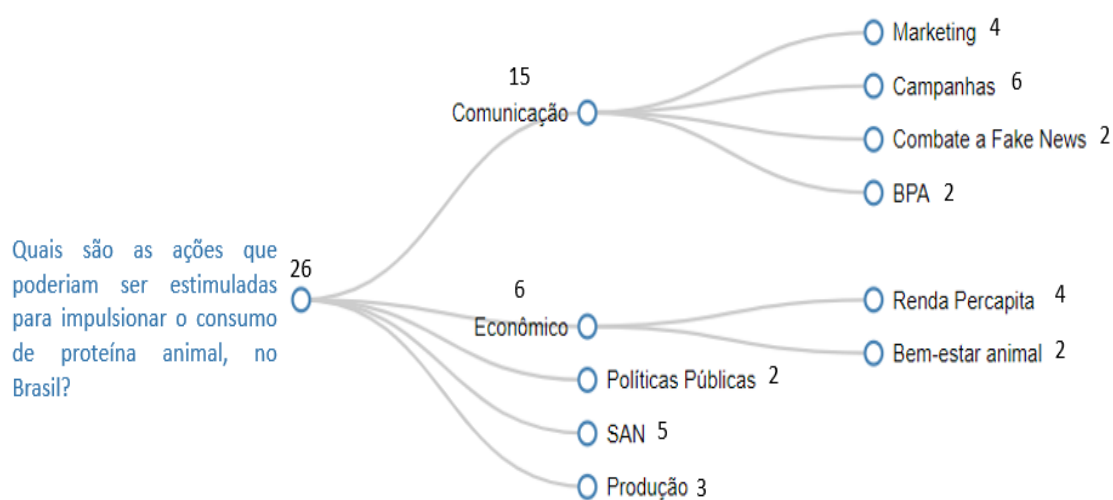 Marketing 4
15
Campanhas 6
Comunicação
Combate a Fake News 2
BPA 2
Quais são as ações que
poderiam ser estimuladas
para impulsionar o consumo
de proteína animal, no
Brasil?
26
6
Econômico
Renda Percapita 4
Bem-estar animal 2
Políticas Públicas 2
SAN 5
Produção 3